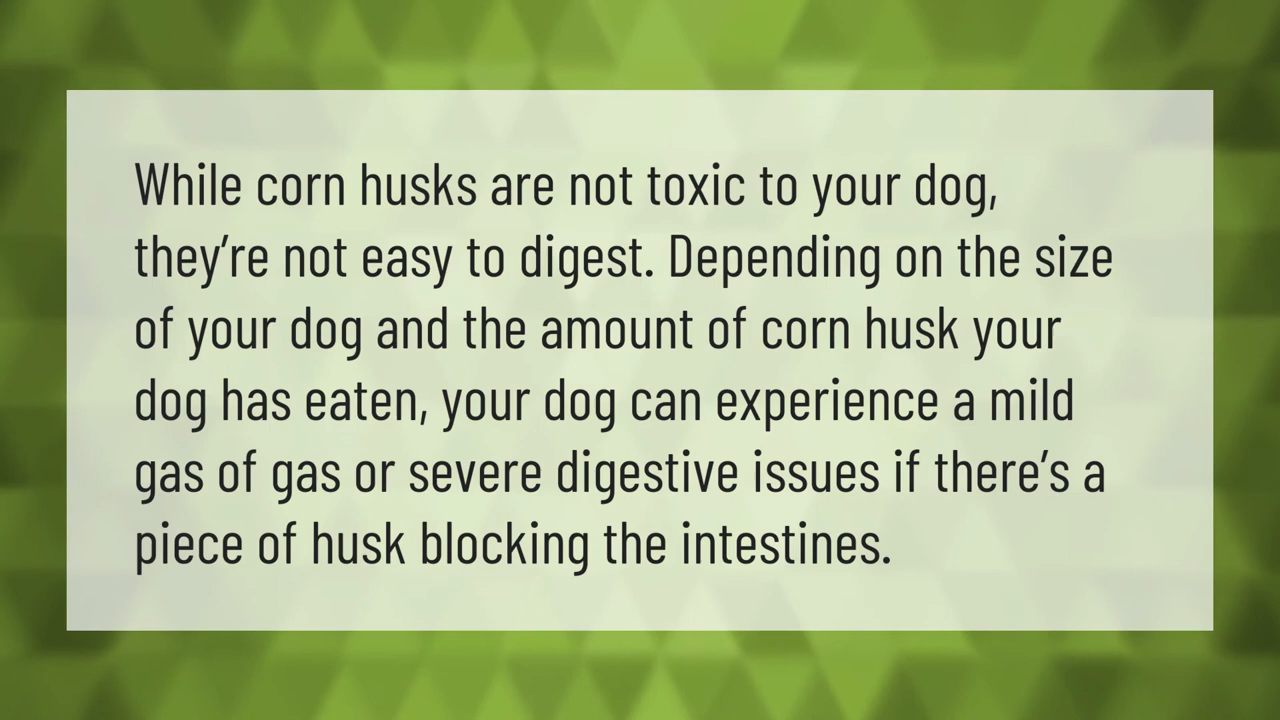 While corn husks are not toxic to your dog,
they’re not easy to digest. Depending on the size
of your dog and the amount of corn husk your
dog has eaten, your dog can experience a mild
gas of gas or severe digestive issues if there’s a
piece of husk blocking the intestines.